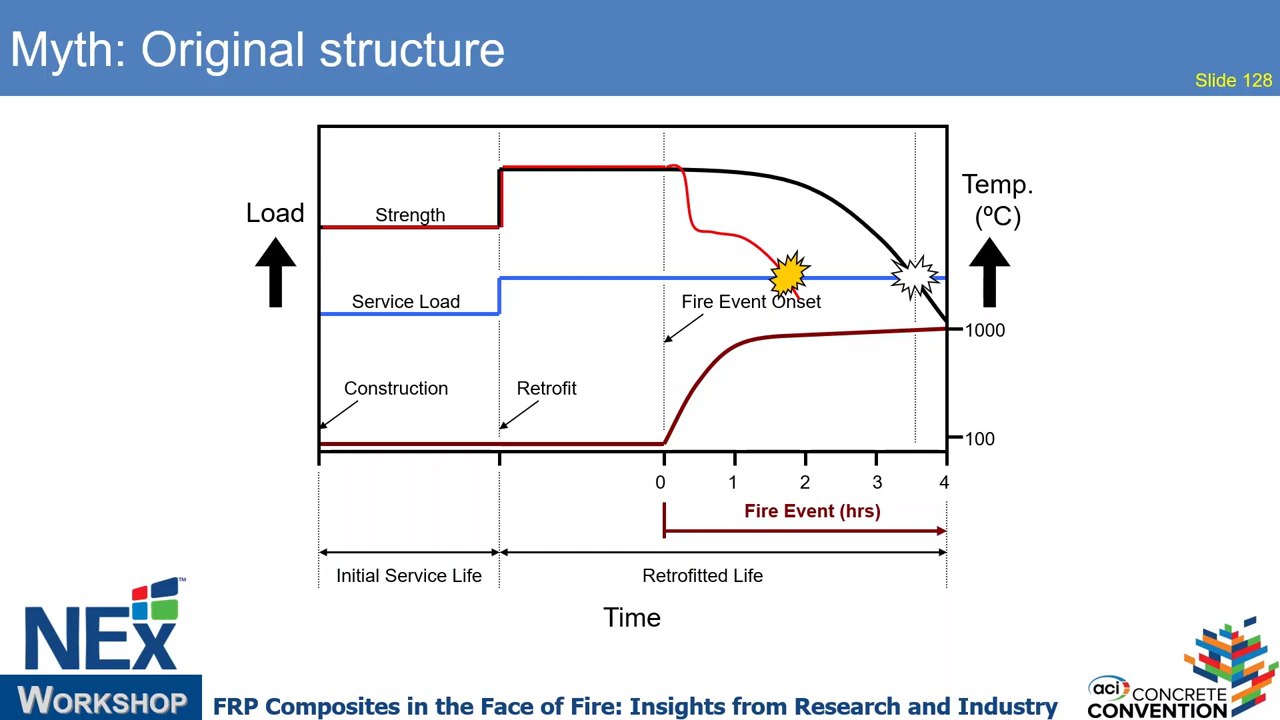 Myth: Original structure
Slide 128
Load
Temp.
(ºC)
Strength
Service Load
Fire Event Onset
Construction
Retrofit
1000
100
0 1 2 3 4
Fire Event (hrs)
Initial Service Life
Retrofitted Life
Time
NEx
TM
WORKSHOP
FRP Composites in the Face of Fire: Insights from Research and Industry
aci CONCRETE
CONVENTION